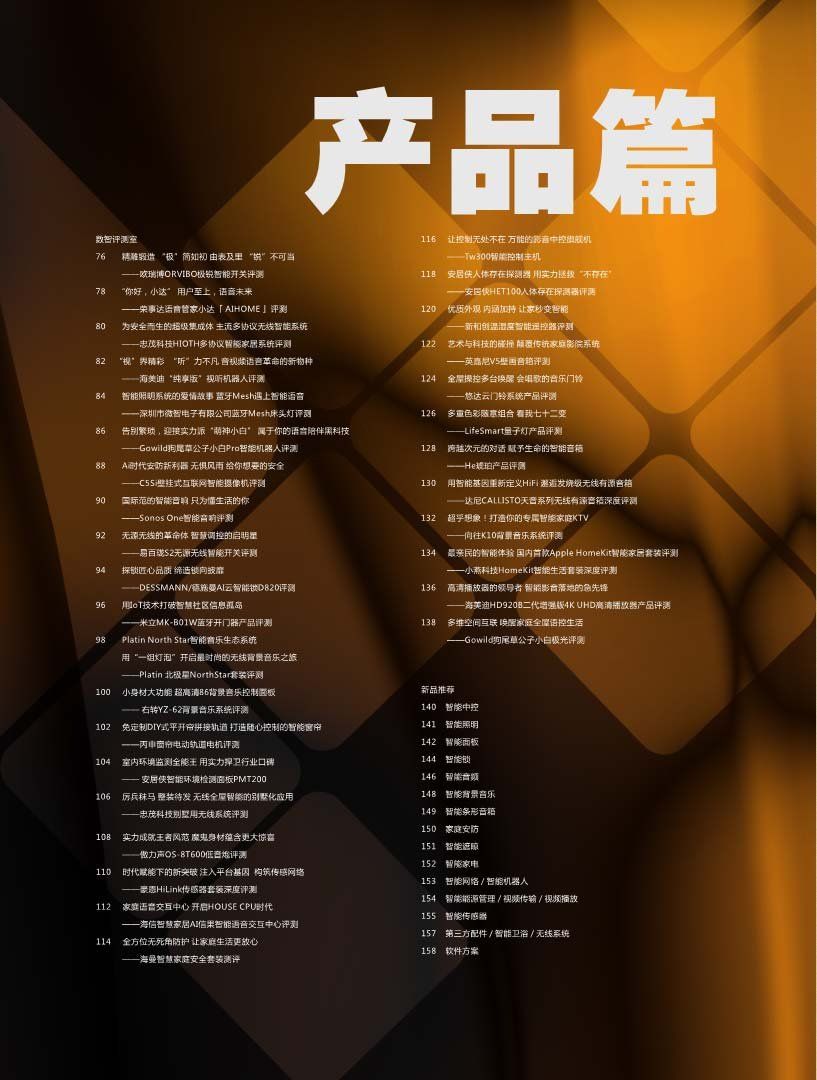 产品篇
数智评测室
76 精雕锻造 “极”简如初 由表及里 “锐”不可当
——欧瑞博ORVIBO极锐智能开关评测
78 “你好，小达” 用户至上，语音未来
——荣事达语音管家小达「 AIHOME 」评测
80 为安全而生的超级集成体 主流多协议无线智能系统
——忠茂科技HIOTH多协议智能家居系统评测
82 “视”界精彩 “听”力不凡 音视频语音革命的新物种
——海美迪“纯享版”视听机器人评测
84 智能照明系统的爱情故事 蓝牙Mesh遇上智能语音
——深圳市微智电子有限公司蓝牙Mesh床头灯评测
86 告别繁琐，迎接实力派“萌神小白” 属于你的语音陪伴黑科技
——Gowild狗尾草公子小白Pro智能机器人评测
88 Ai时代安防新利器 无惧风雨 给你想要的安全
——C5Si壁挂式互联网智能摄像机评测
90 国际范的智能音响 只为懂生活的你
——Sonos One智能音响评测
92 无源无线的革命体 智慧调控的启明星
——易百珑S2无源无线智能开关评测
94 探锁匠心品质 缔造锁向披靡
——DESSMANN/德施曼AI云智能锁D820评测
96 用IoT技术打破智慧社区信息孤岛
——米立MK-B01W蓝牙开门器产品评测
98 Platin North Star智能音乐生态系统
用“一组灯泡”开启最时尚的无线背景音乐之旅
——Platin 北极星NorthStar套装评测
100 小身材大功能 超高清86背景音乐控制面板
—— 右转YZ-62背景音乐系统评测
102 免定制DIY式平开帘拼接轨道 打造随心控制的智能窗帘
——丙申窗帘电动轨道电机评测
104 室内环境监测全能王 用实力捍卫行业口碑
—— 安居侠智能环境检测面板PMT200
106 厉兵秣马 整装待发 无线全屋智能的别墅化应用
——忠茂科技别墅用无线系统评测
108 实力成就王者风范 魔鬼身材蕴含更大惊喜
——傲力声OS-8T600低音炮评测
110 时代赋能下的新突破 注入平台基因 构筑传感网络
——豪恩HiLink传感器套装深度评测
112 家庭语音交互中心 开启HOUSE CPU时代
——海信智慧家居AI信果智能语音交互中心评测
114 全方位无死角防护 让家庭生活更放心
——海曼智慧家庭安全套装测评
116 让控制无处不在 万能的影音中控旗舰机
——Tw300智能控制主机
118 安居侠人体存在探测器 用实力拯救“不存在”
——安居侠HET100人体存在探测器评测
120 优质外观 内涵加持 让家秒变智能
——新和创温湿度智能遥控器评测
122 艺术与科技的碰撞 颠覆传统家庭影院系统
——英嘉尼V5壁画音箱评测
124 全屋操控多台唤醒 会唱歌的音乐门铃
——悠达云门铃系统产品评测
126 多重色彩随意组合 看我七十二变
——LifeSmart量子灯产品评测
128 跨越次元的对话 赋予生命的智能音箱
——He琥珀产品评测
130 用智能基因重新定义HiFi 邂逅发烧级无线有源音箱
——达尼CALLISTO天音系列无线有源音箱深度评测
132 超乎想象！打造你的专属智能家庭KTV
——向往K10背景音乐系统评测
134 最亲民的智能体验 国内首款Apple HomeKit智能家居套装评测
——小燕科技HomeKit智能生活套装深度评测
136 高清播放器的领导者 智能影音落地的急先锋
——海美迪HD920B二代增强版4K UHD高清播放器产品评测
138 多维空间互联 唤醒家庭全屋语控生活
——Gowild狗尾草公子小白极光评测
新品推荐
140 智能中控
141 智能照明
142 智能面板
144 智能锁
146 智能音频
148 智能背景音乐
149 智能条形音箱
150 家庭安防
151 智能遮晾
152 智能家电
153 智能网络 / 智能机器人
154 智能能源管理 / 视频传输 / 视频播放
155 智能传感器
157 第三方配件 / 智能卫浴 / 无线系统
158 软件方案